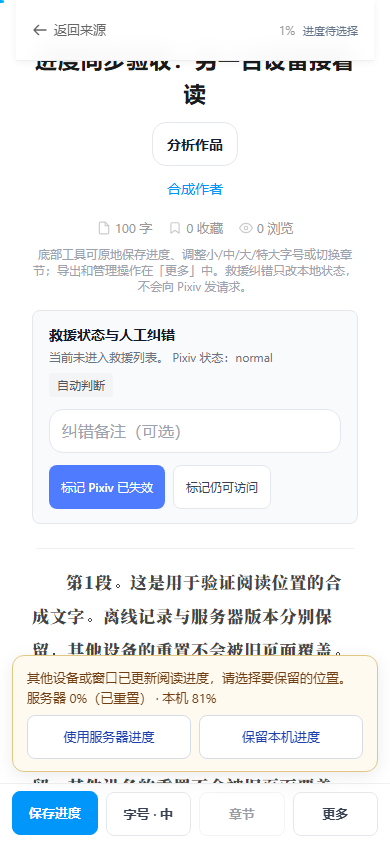 返回来源
1% 进度待选择
进度同步验收：另一台设备接着
读
分析作品
合成作者
100 字 0 收藏 0 浏览
底部工具可原地保存进度、调整小/中/大/特大字号或切换章
节；导出和管理操作在「更多」中。救援纠错只改本地状态，
不会向 Pixiv 发请求。
救援状态与人工纠错
当前未进入救援列表。 Pixiv 状态：normal
自动判断
纠错备注（可选）
标记 Pixiv 已失效
标记仍可访问
第1段。这是用于验证阅读位置的合
成文字。离线记录与服务器版本分别保
留，其他设备的重置不会被旧页面覆盖。
其他设备或窗口已更新阅读进度，请选择要保留的位置。
服务器 0%（已重置） · 本机 81%
使用服务器进度
保留本机进度
保存进度
字号 · 中
章节
更多